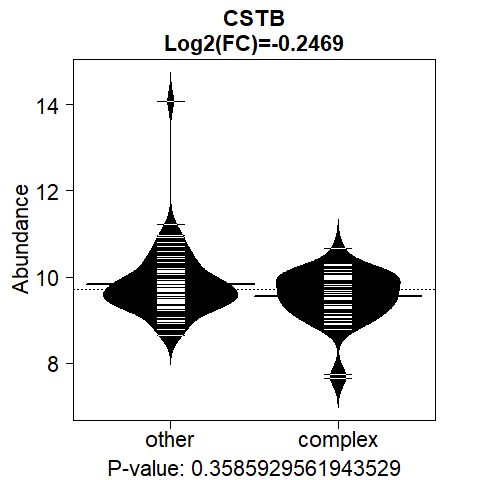 CSTB
Log2(FC)=-0.2469
14
12
10
8
Abundance
other complex
P-value: 0.3585929561943529